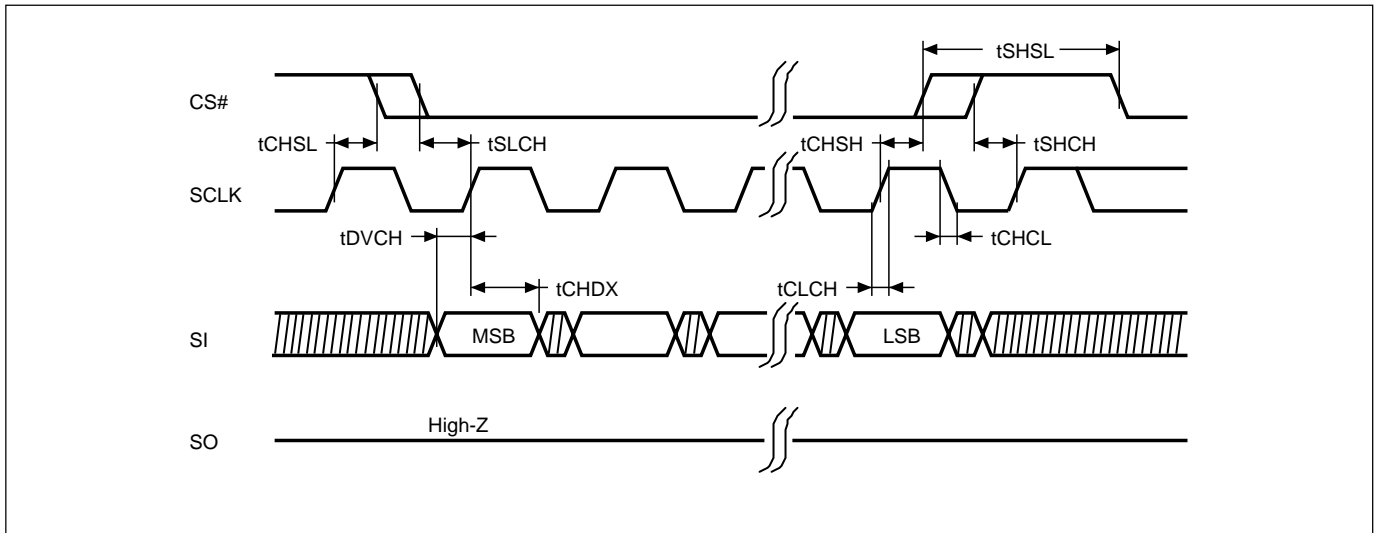 tSHSL
CS#
tCHSL
tSLCH
tCHSH
tSHCH
SCLK
tDVCH
tCHCL
tCHDX
tCLCH
SI
MSB
LSB
High-Z
SO